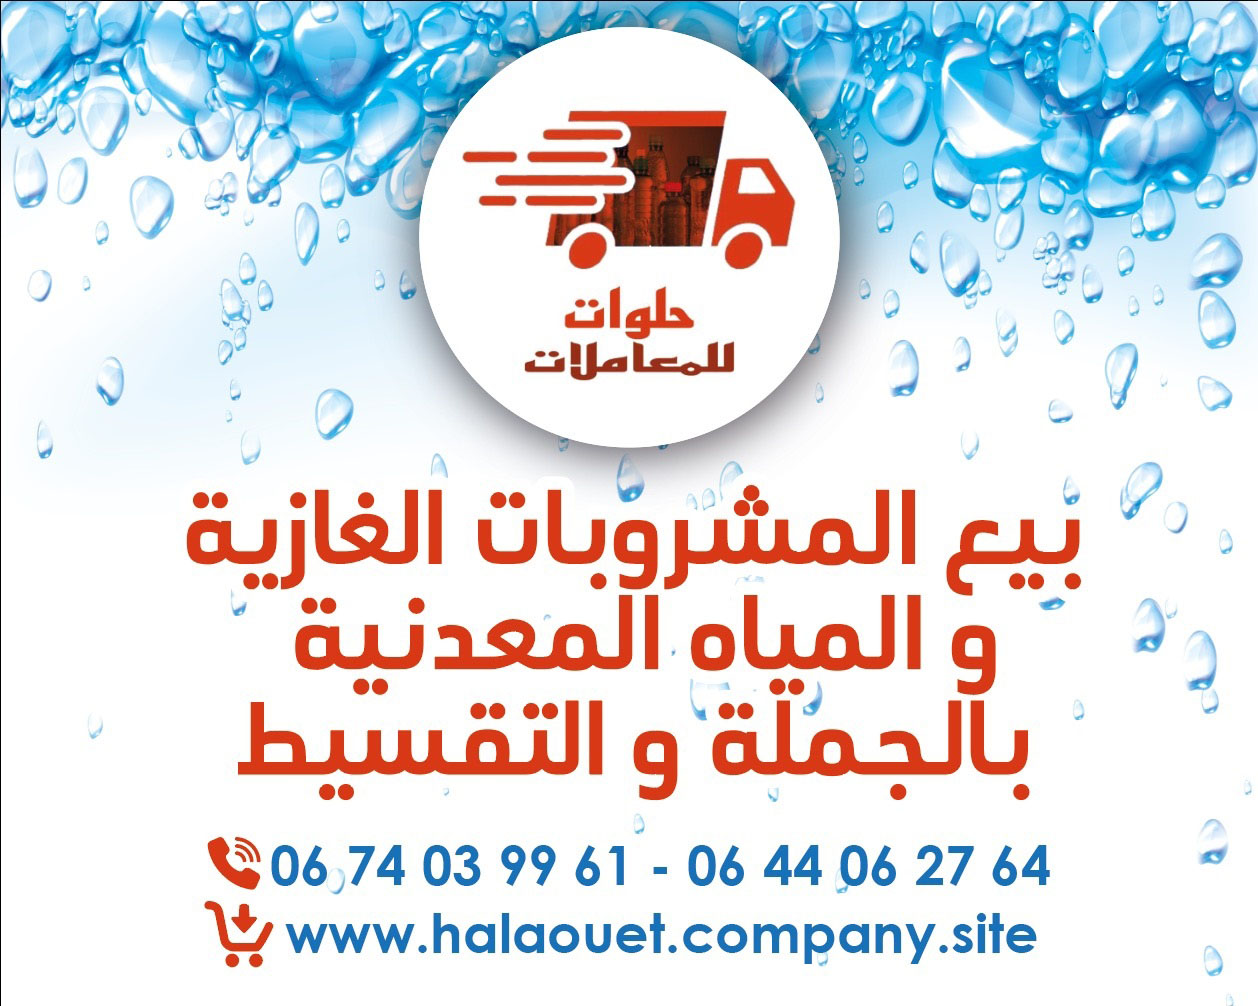 حلوات
للمعاملات
بيع المشروبات الغازية
و المياه المعدنية
بالجملة و التقسيط
06 74 03 99 61 - 06 44 06 27 64
www.halaouet.company.site